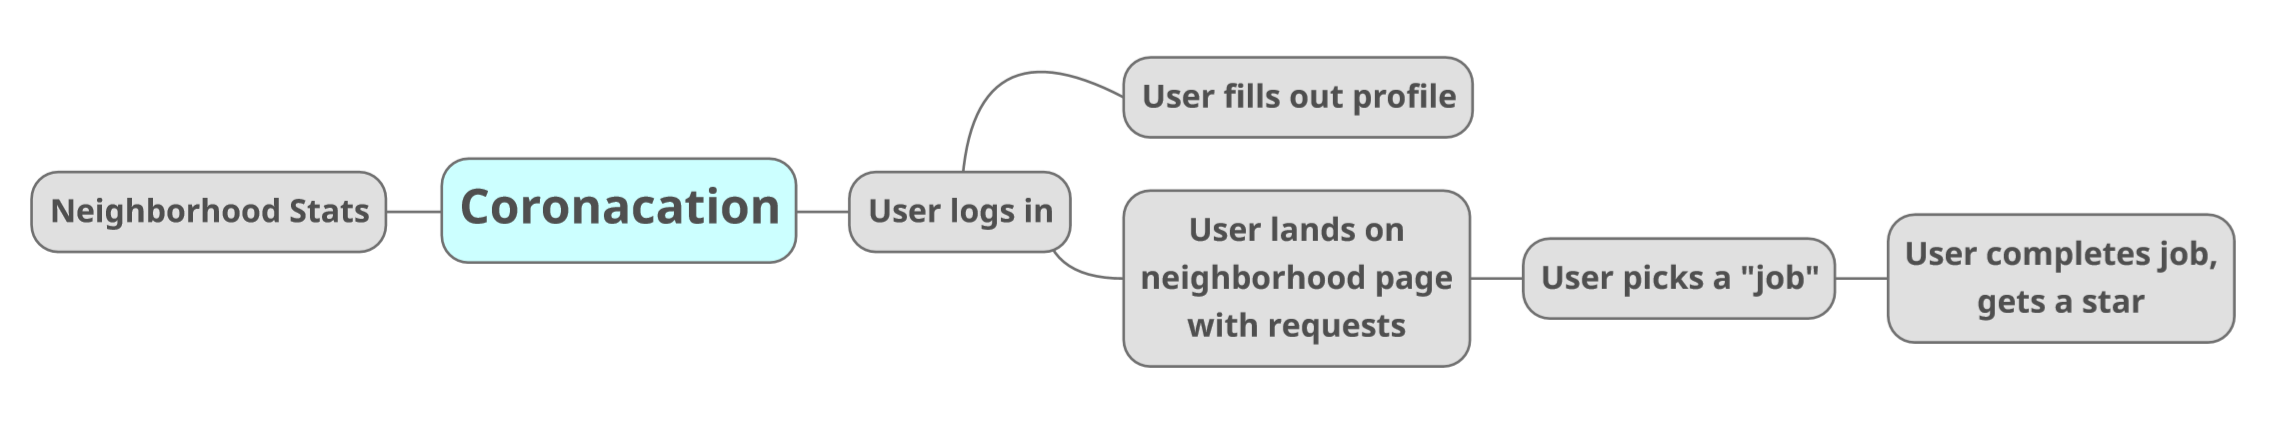 Neighborhood Stats
Coronacation
User logs in
User fills out profile
User lands on
neighborhood page
with requests
User picks a "job"
User completes job,
gets a star